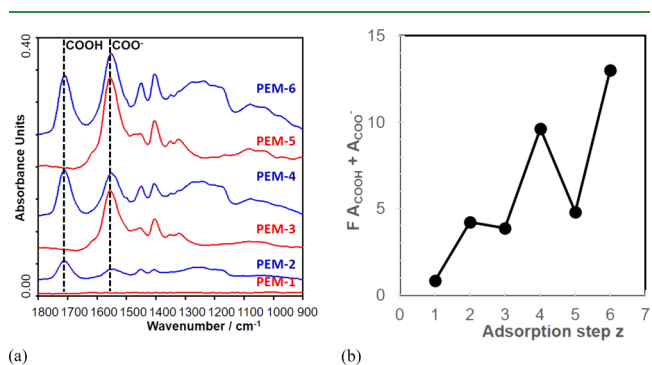 0.40
COOH
COO⁻
PEM-6
PEM-5
PEM-4
PEM-3
PEM-2
PEM-1
0.00
Absorbance Units
1800 1700 1600 1500 1400 1300 1200 1100 1000 900
Wavenumber / cm⁻¹
(a)
15
10
5
0
F A_COOH + A_COO⁻
0 1 2 3 4 5 6 7
Adsorption step z
(b)